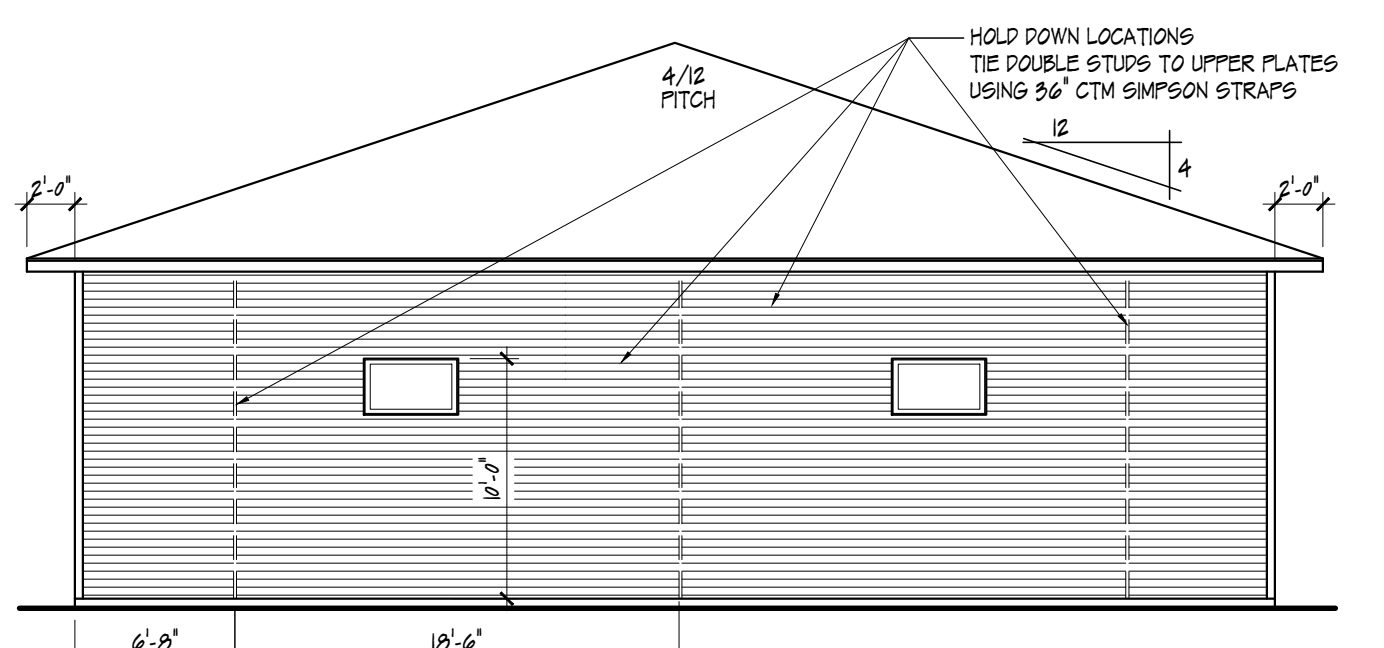 HOLD DOWN LOCATIONS
TIE DOUBLE STUDS TO UPPER PLATES
USING 36" CTM SIMPSON STRAPS
4/12
PITCH
12
4
2'-0"
2'-0"
10'-0"
6'-8"
18'-6"